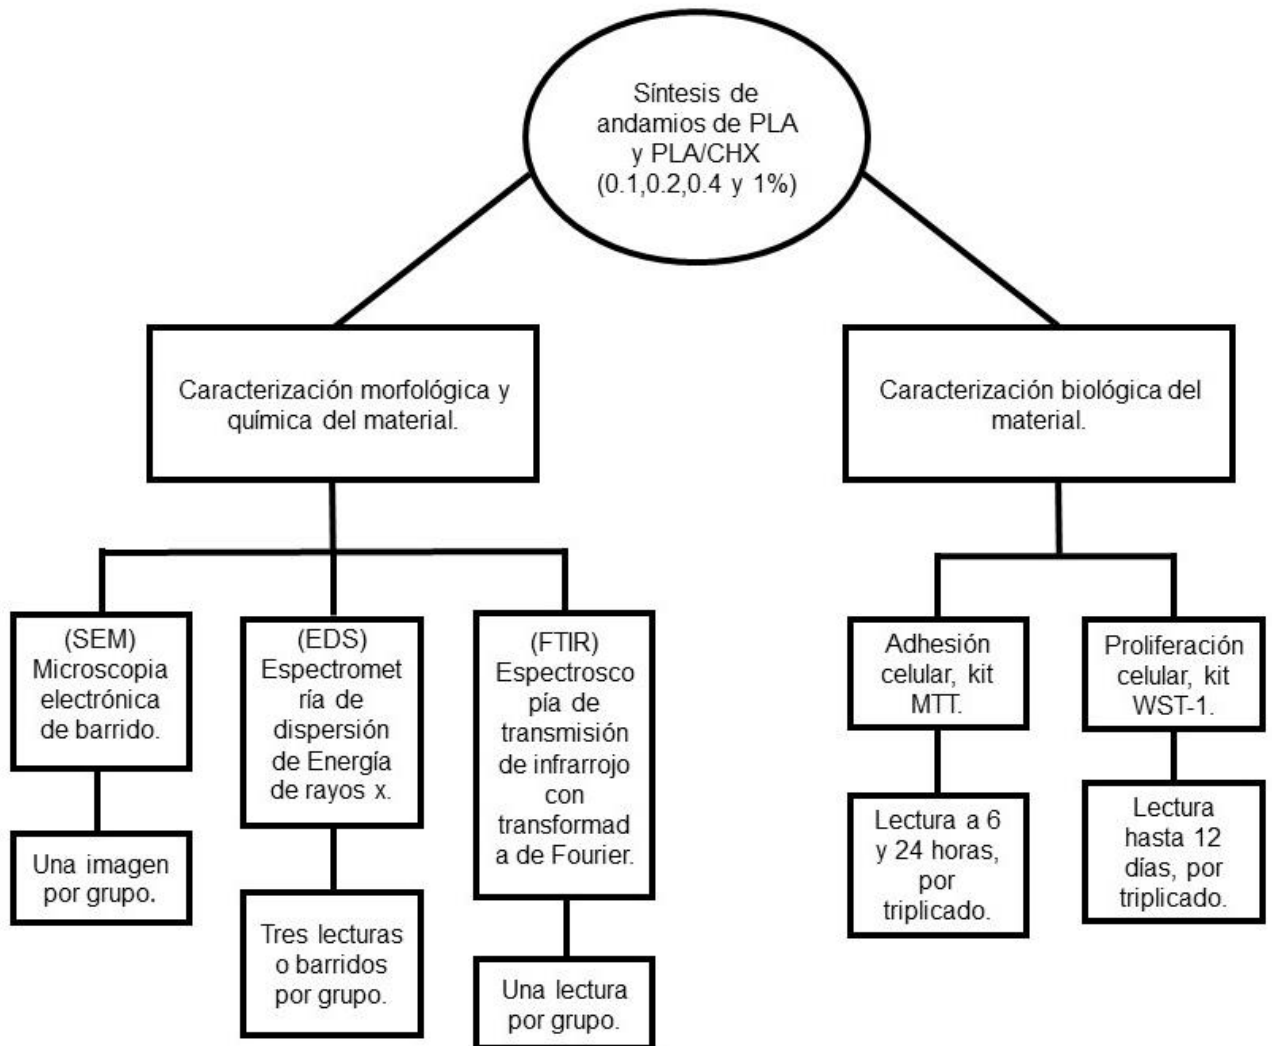 Síntesis de
andamios de PLA
y PLA/CHX
(0.1,0.2,0.4 y 1%)
Caracterización morfológica y
química del material.
Caracterización biológica del
material.
(SEM)
Microscopia
electrónica
de barrido.
Una imagen
por grupo.
(EDS)
Espectromet
ría de
dispersión
de Energía
de rayos x.
Tres lecturas
o barridos
por grupo.
(FTIR)
Espectrosco
pía de
transmisión
de infrarrojo
con
transformad
a de Fourier.
Una lectura
por grupo.
Adhesión
celular, kit
MTT.
Lectura a 6
y 24 horas,
por
triplicado.
Proliferación
celular, kit
WST-1.
Lectura
hasta 12
días, por
triplicado.